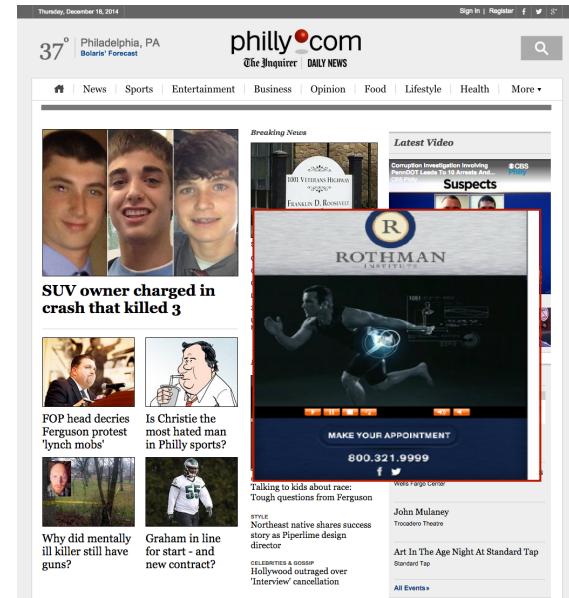 Thursday, December 18, 2014
Sign In | Register
37°
Philadelphia, PA
Bolaris' Forecast
philly.com
The Inquirer | DAILY NEWS
News
Sports
Entertainment
Business
Opinion
Food
Lifestyle
Health
More
Breaking News
1001 VETERANS HIGHWAY
FRANKLIN D. ROOSEVELT
Latest Video
Corruption Investigation Involving
PennDOT Leads To 10 Arrests And...
CBS Philly
CBS
Philly
Suspects
SUV owner charged in
crash that killed 3
FOP head decries
Ferguson protest
'lynch mobs'
Is Christie the
most hated man
in Philly sports?
Why did mentally
ill killer still have
guns?
55
Graham in line
for start - and
new contract?
R
ROTHMAN
INSTITUTE
1081
MAKE YOUR APPOINTMENT
800.321.9999
Talking to kids about race:
Tough questions from Ferguson
STYLE
Northeast native shares success
story as Piperlime design
director
CELEBRITIES & GOSSIP
Hollywood outraged over
'Interview' cancellation
Wells Fargo Center
John Mulaney
Trocadero Theatre
Art In The Age Night At Standard Tap
Standard Tap
All Events»